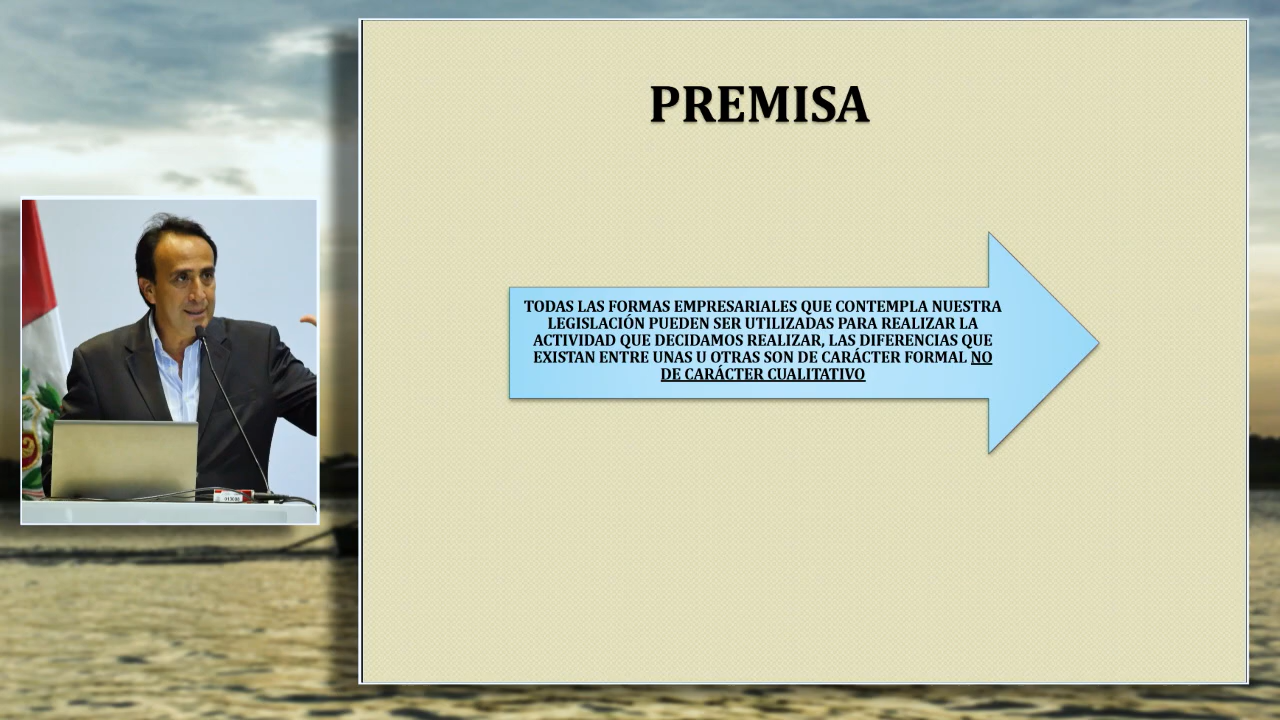 PREMISA
TODAS LAS FORMAS EMPRESARIALES QUE CONTEMPLA NUESTRA
LEGISLACIÓN PUEDEN SER UTILIZADAS PARA REALIZAR LA
ACTIVIDAD QUE DECIDAMOS REALIZAR, LAS DIFERENCIAS QUE
EXISTAN ENTRE UNAS U OTRAS SON DE CARÁCTER FORMAL NO
DE CARÁCTER CUALITATIVO